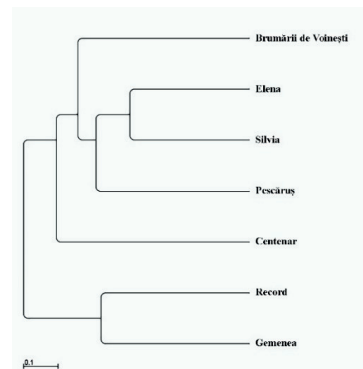 Brumării de Voinești
Elena
Silvia
Pescăruș
Centenar
Record
Gemenea
0.1